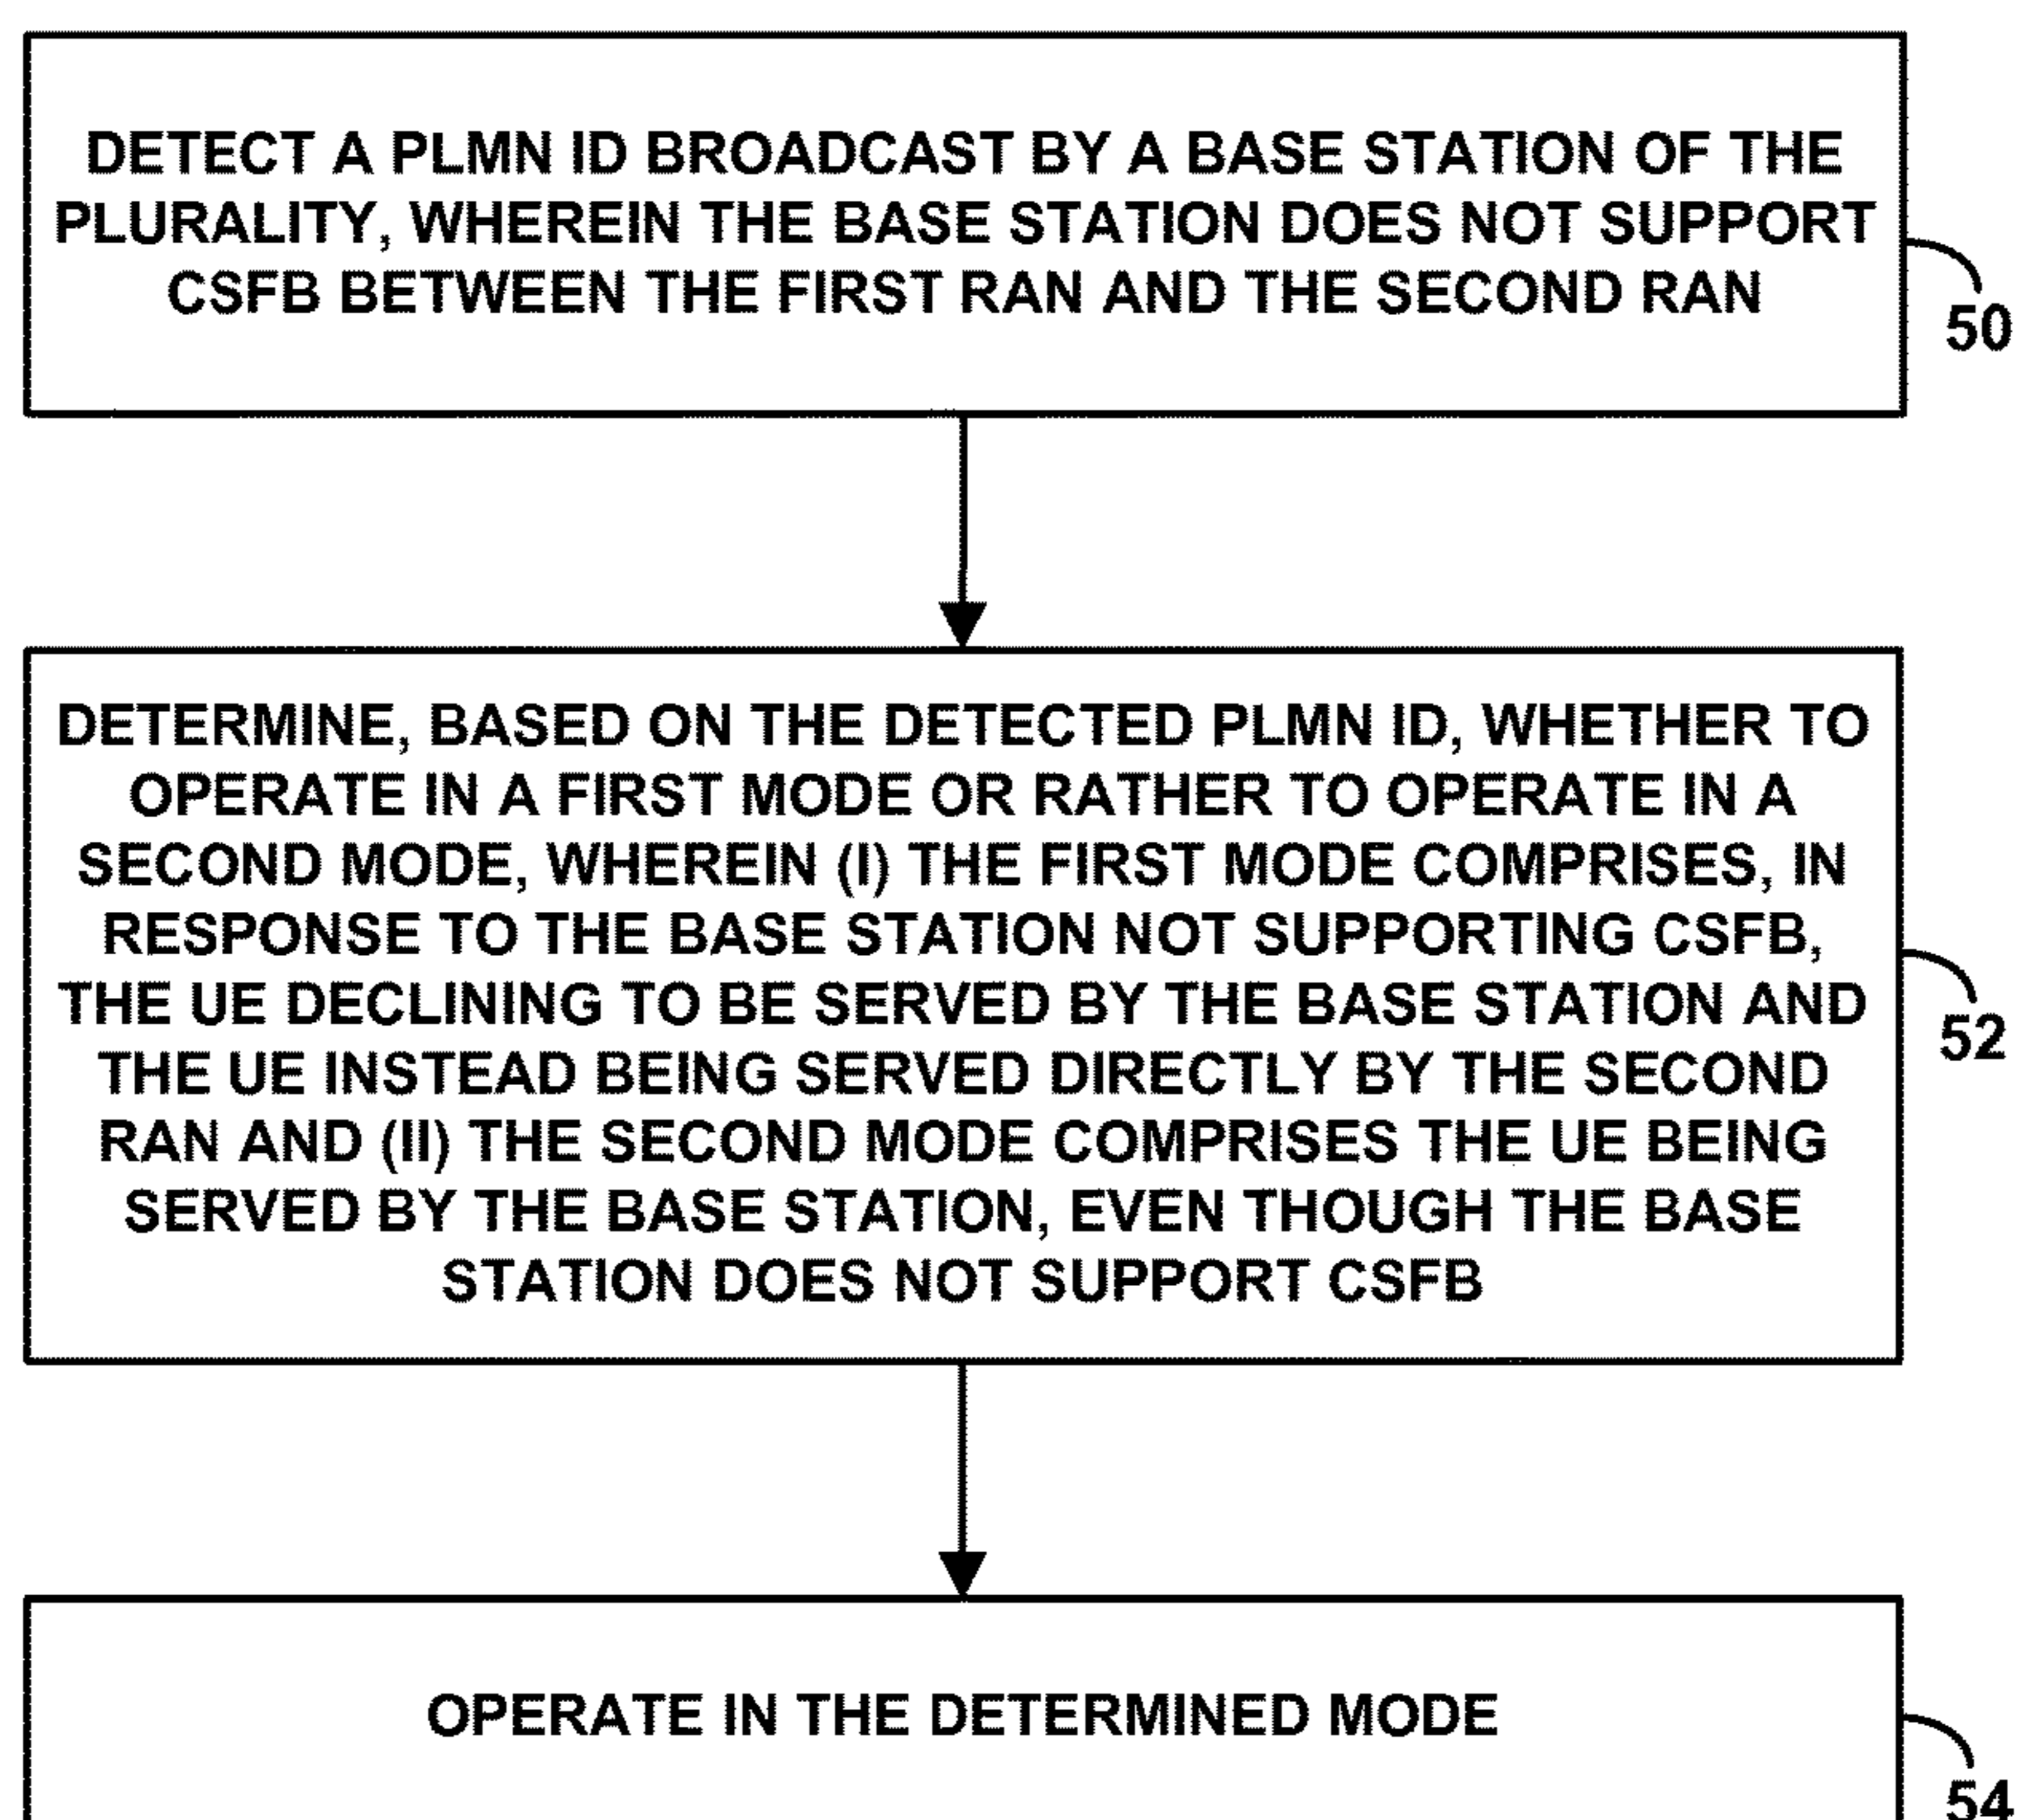 DETECT A PLMN ID BROADCAST BY A BASE STATION OF THE
PLURALITY, WHEREIN THE BASE STATION DOES NOT SUPPORT
CSFB BETWEEN THE FIRST RAN AND THE SECOND RAN
50
DETERMINE, BASED ON THE DETECTED PLMN ID, WHETHER TO
OPERATE IN A FIRST MODE OR RATHER TO OPERATE IN A
SECOND MODE, WHEREIN (I) THE FIRST MODE COMPRISES, IN
RESPONSE TO THE BASE STATION NOT SUPPORTING CSFB,
THE UE DECLINING TO BE SERVED BY THE BASE STATION AND
THE UE INSTEAD BEING SERVED DIRECTLY BY THE SECOND
RAN AND (II) THE SECOND MODE COMPRISES THE UE BEING
SERVED BY THE BASE STATION, EVEN THOUGH THE BASE
STATION DOES NOT SUPPORT CSFB
52
OPERATE IN THE DETERMINED MODE
54